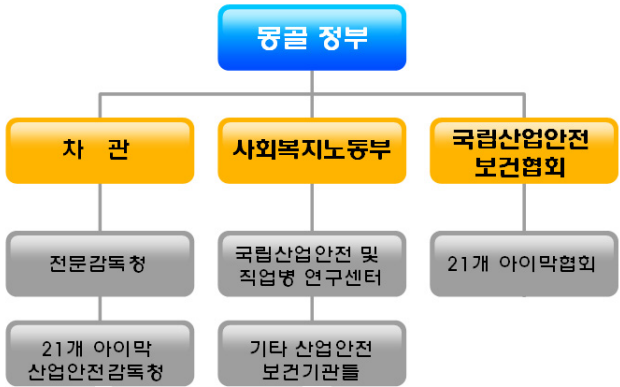 몽골 정부
차 관
사회복지노동부
국립산업안전
보건협회
전문감독청
국립산업안전 및
직업병 연구센터
21개 아이막협회
21개 아이막
산업안전감독청
기타 산업안전
보건기관들